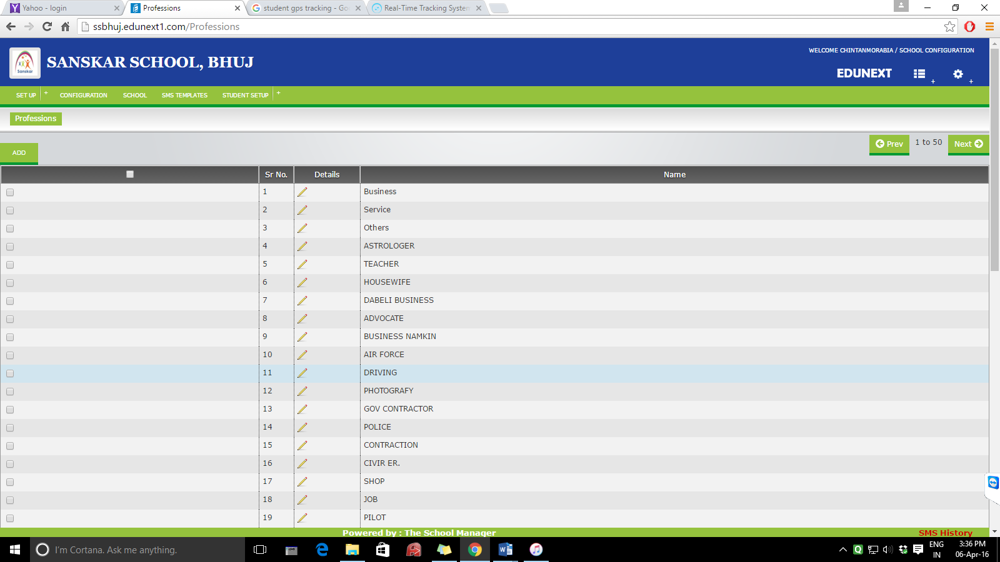 Yahoo - login
Professions
student gps tracking - Go
Real-Time Tracking System
ssbhuj.edunext1.com/Professions
Sanskar
SANSKAR SCHOOL, BHUJ
WELCOME CHINTANMORABIA / SCHOOL CONFIGURATION
EDUNEXT
+
+
SET UP + CONFIGURATION SCHOOL SMS TEMPLATES STUDENT SETUP +
Professions
ADD
Prev 1 to 50 Next
Sr No. Details Name
1 Business
2 Service
3 Others
4 ASTROLOGER
5 TEACHER
6 HOUSEWIFE
7 DABELI BUSINESS
8 ADVOCATE
9 BUSINESS NAMKIN
10 AIR FORCE
11 DRIVING
12 PHOTOGRAFY
13 GOV CONTRACTOR
14 POLICE
15 CONTRACTION
16 CIVIR ER.
17 SHOP
18 JOB
19 PILOT
Powered by : The School Manager
SMS History
I'm Cortana. Ask me anything.
ENG
IN
3:36 PM
06-Apr-16